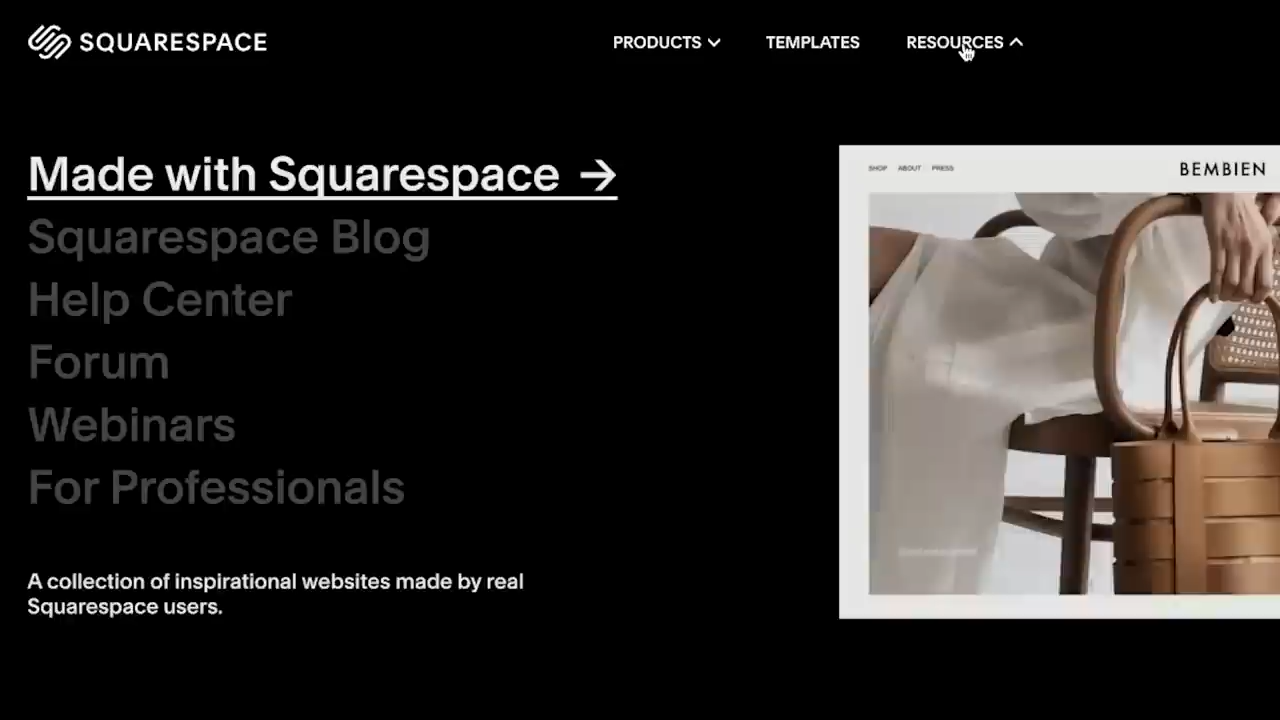 SQUARESPACE
PRODUCTS
TEMPLATES
RESOURCES
Made with Squarespace →
Squarespace Blog
Help Center
Forum
Webinars
For Professionals
A collection of inspirational websites made by real
Squarespace users.
SHOP ABOUT PRESS
BEMBIEN